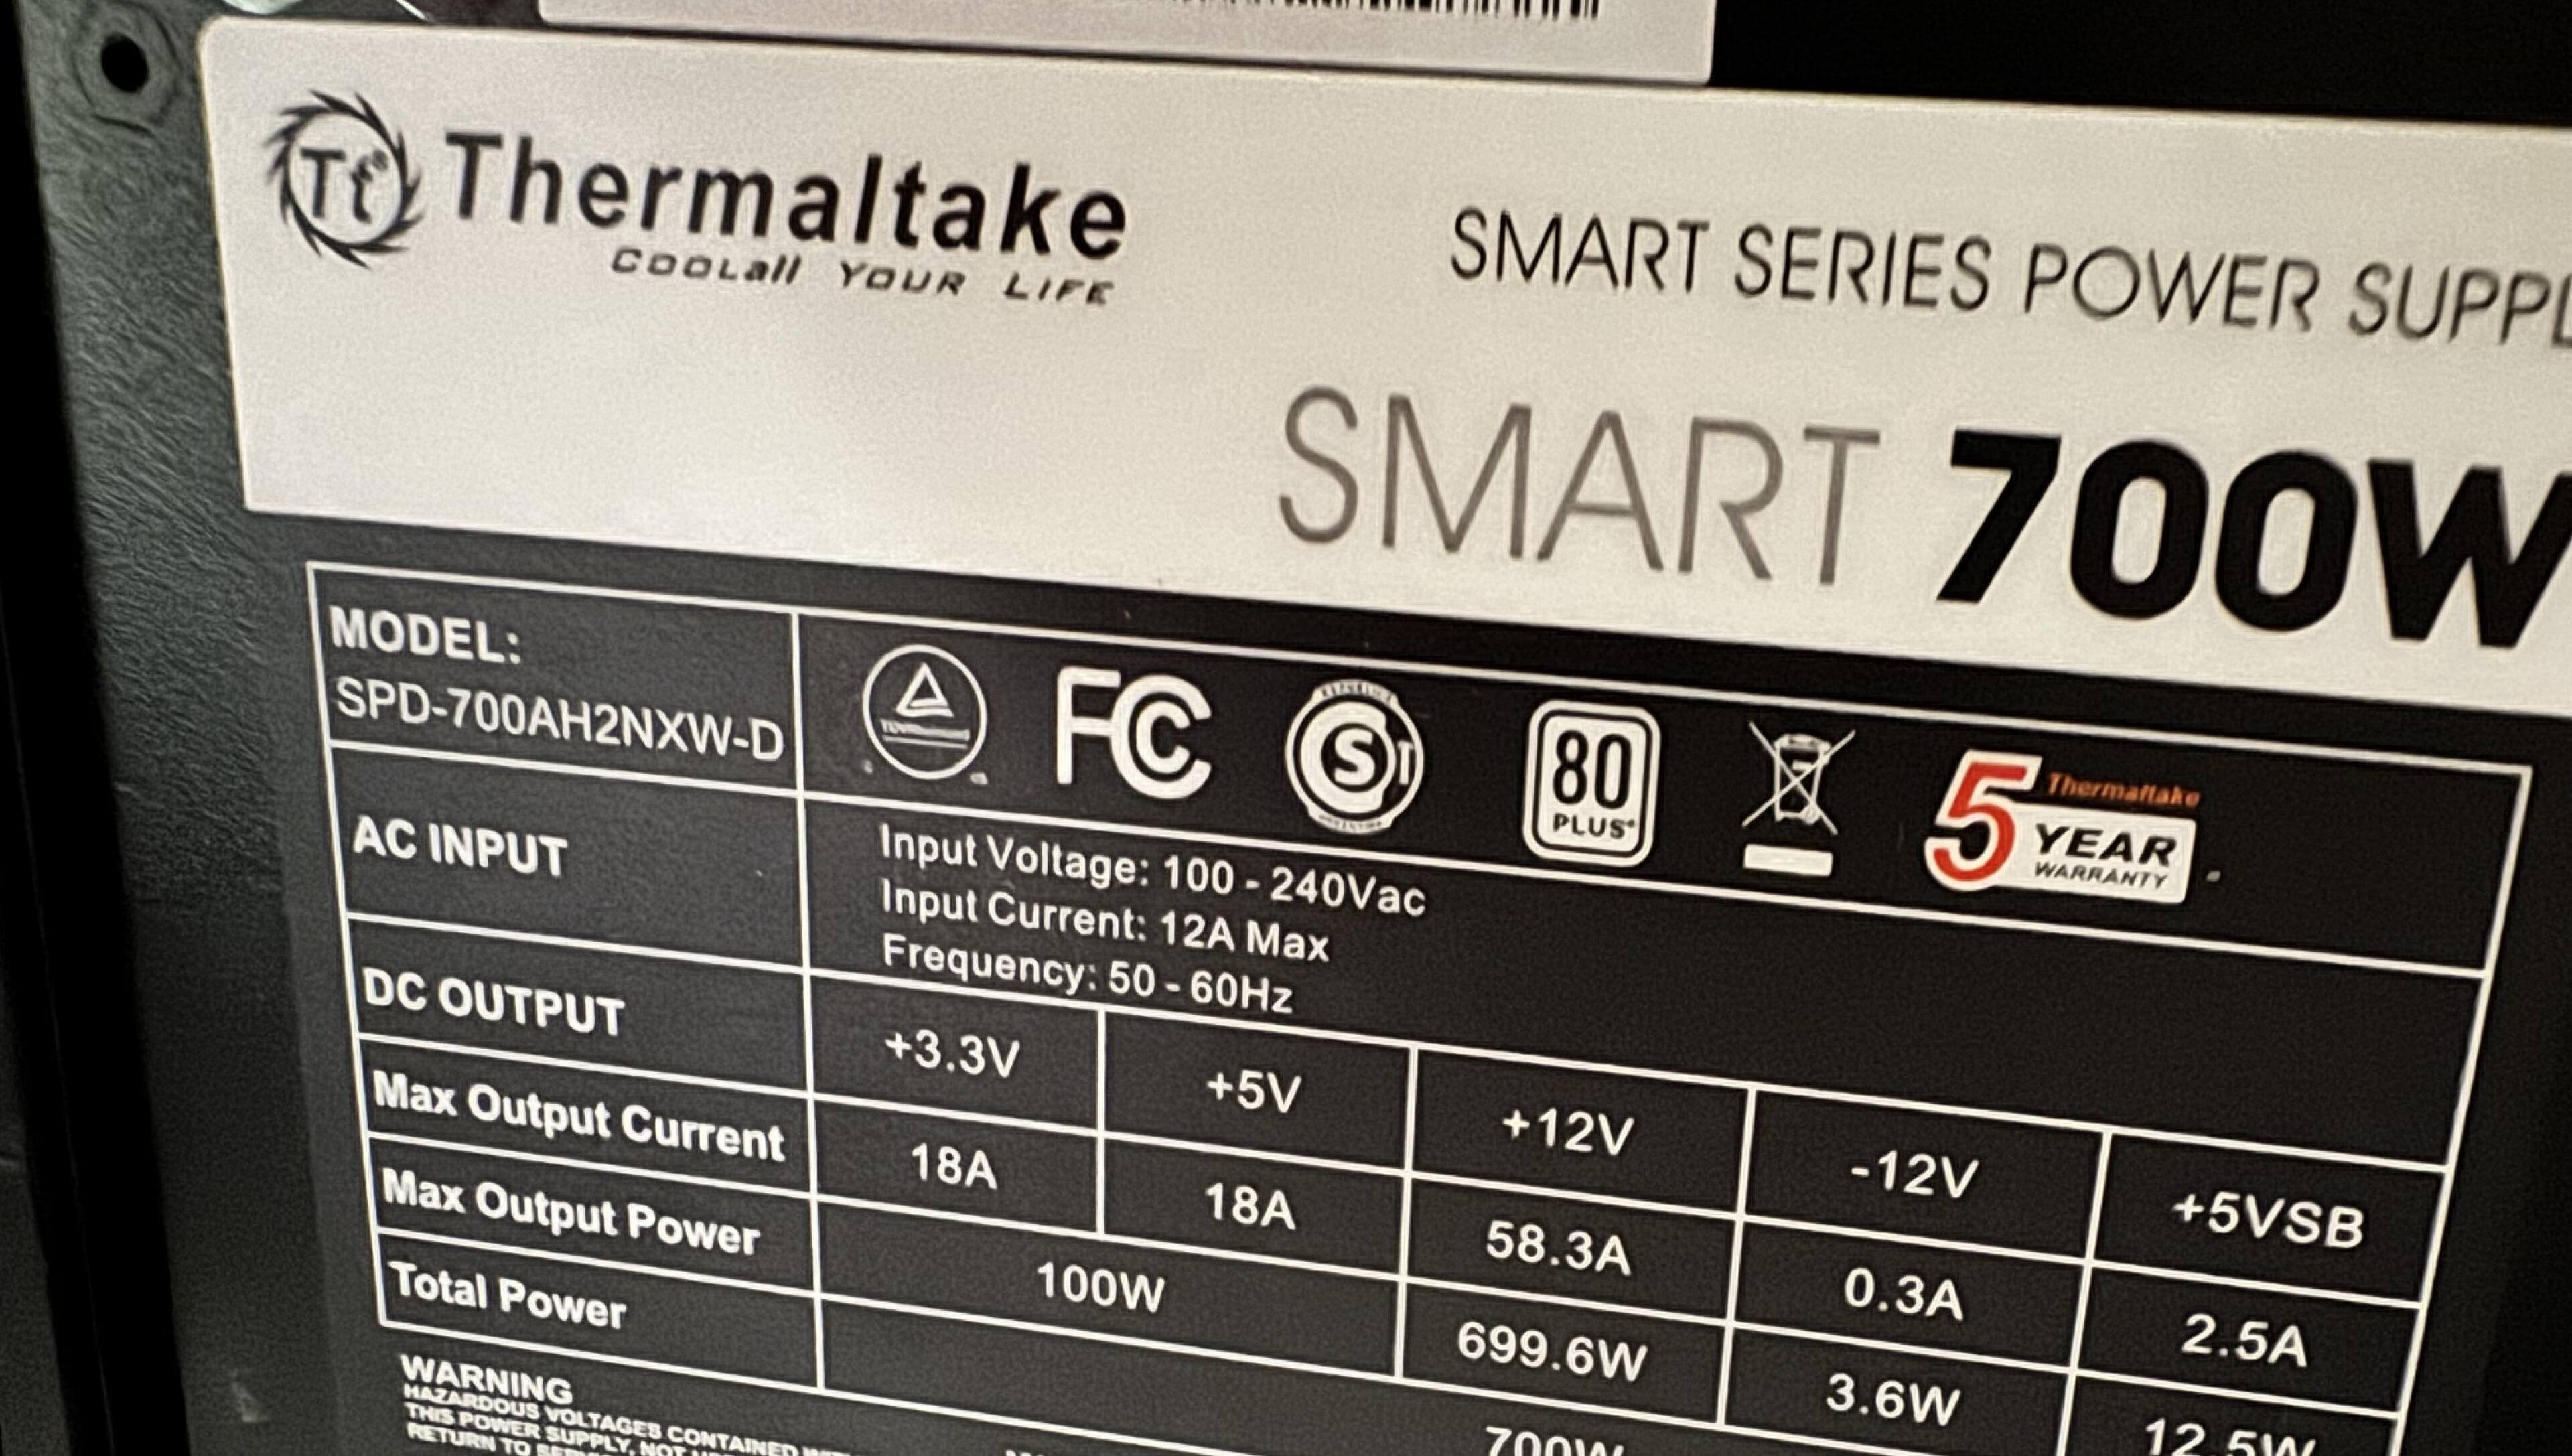 Tt Thermaltake
COOLall YOUR LIFE
SMART SERIES POWER SUPPL
SMART 700W
MODEL:
SPD-700AH2NXW-D
FC
S
80
PLUS
5 Thermaltake
YEAR
WARRANTY
AC INPUT
Input Voltage: 100 - 240Vac
Input Current: 12A Max
Frequency: 50 - 60Hz
DC OUTPUT +3.3V +5V +12V -12V +5VSB
Max Output Current 18A 18A 58.3A 0.3A 2.5A
Max Output Power 100W 699.6W 3.6W 12.5W
Total Power 700W
WARNING
HAZARDOUS VOLTAGES CONTAINED
THIS POWER SUPPLY, NOT
RETURN TO